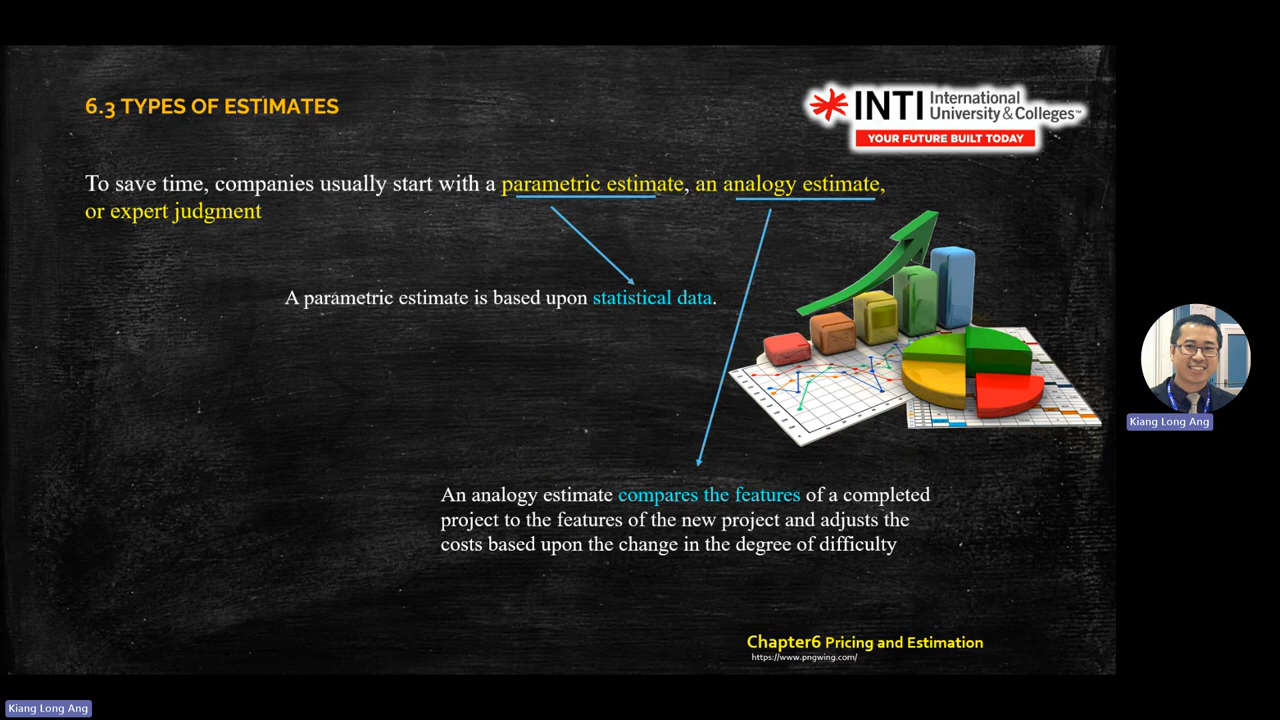 6.3 TYPES OF ESTIMATES
INTI International
University & Colleges™
YOUR FUTURE BUILT TODAY
To save time, companies usually start with a parametric estimate, an analogy estimate,
or expert judgment
A parametric estimate is based upon statistical data.
An analogy estimate compares the features of a completed
project to the features of the new project and adjusts the
costs based upon the change in the degree of difficulty
Kiang Long Ang
Chapter6 Pricing and Estimation
https://www.pngwing.com/
Kiang Long Ang